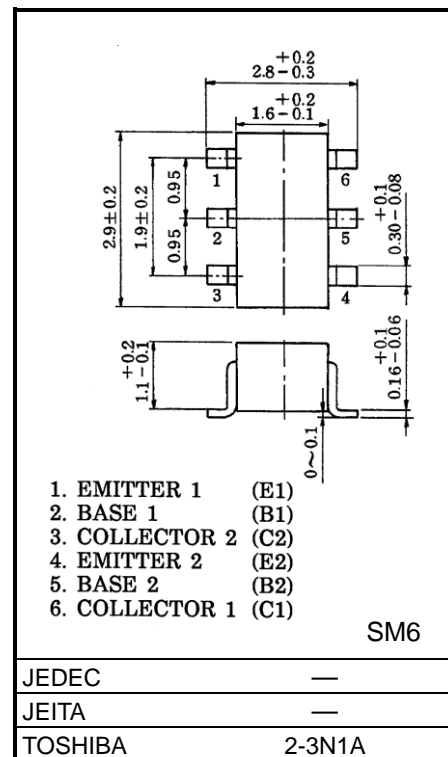 +0.2
2.8-0.3
+0.2
1.6-0.1
1
6
2
5
3
4
2.9±0.2
1.9±0.2
0.95
0.95
+0.1
0.30-0.08
+0.2
1.1-0.1
+0.1
0.16-0.06
0~0.1
1. EMITTER 1 (E1)
2. BASE 1 (B1)
3. COLLECTOR 2 (C2)
4. EMITTER 2 (E2)
5. BASE 2 (B2)
6. COLLECTOR 1 (C1)
SM6
JEDEC —
JEITA —
TOSHIBA 2-3N1A